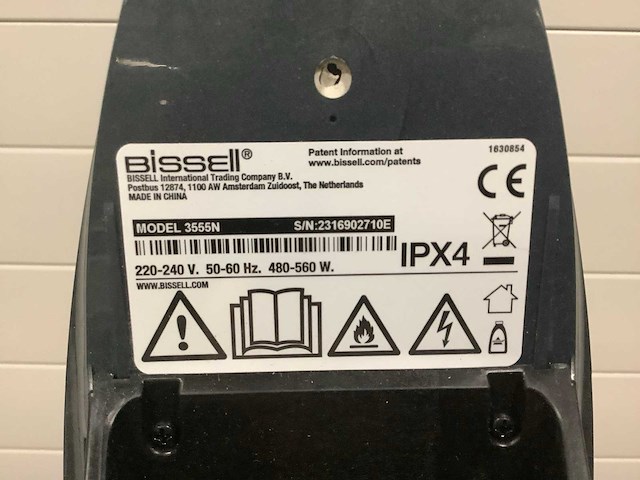 Bissell®
Patent Information at
www.bissell.com/patents
1630854
BISSELL International Trading Company B.V.
Postbus 12874, 1100 AW Amsterdam Zuidoost, The Netherlands
MADE IN CHINA
CE
MODEL 3555N S/N:2316902710E
IPX4
220-240 V. 50-60 Hz. 480-560 W.
WWW.BISSELL.COM